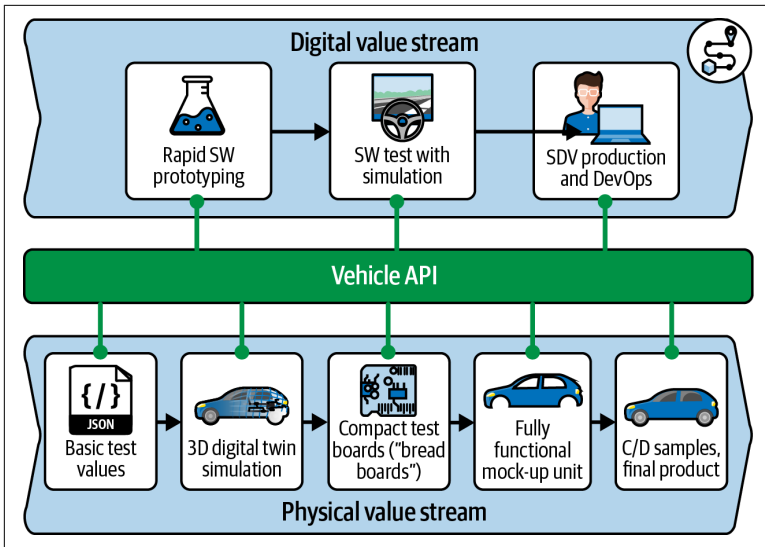 Digital value stream
Rapid SW
prototyping
SW test with
simulation
SDV production
and DevOps
Vehicle API
{/}
JSON
Basic test
values
3D digital twin
simulation
Compact test
boards (“bread
boards”)
Fully
functional
mock-up unit
C/D samples,
final product
Physical value stream